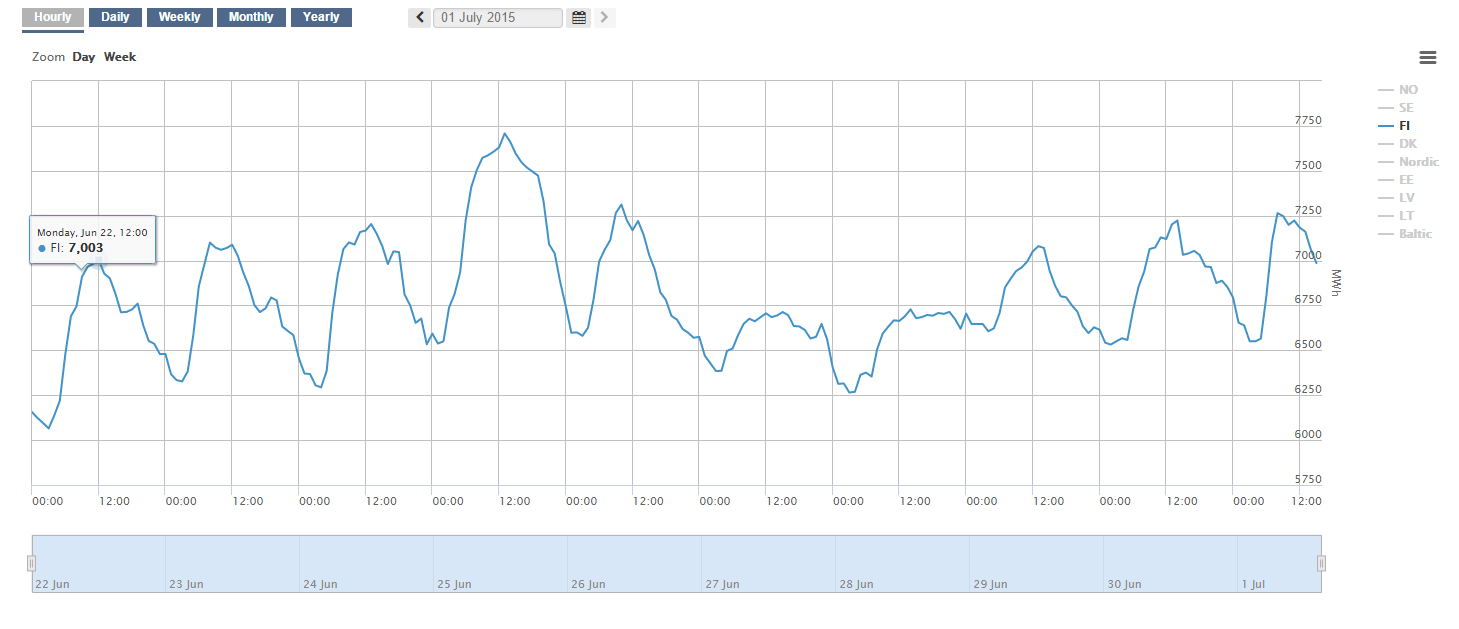 Hourly Daily Weekly Monthly Yearly 01 July 2015
Zoom Day Week
NO
SE
FI
DK
Nordic
EE
LV
LT
Baltic
7750
7500
7250
7000
6750
6500
6250
6000
5750
MWh
Monday, Jun 22, 12:00
FI: 7,003
00:00 12:00 00:00 12:00 00:00 12:00 00:00 12:00 00:00 12:00 00:00 12:00 00:00 12:00 00:00 12:00 00:00 12:00 00:00 12:00
22 Jun 23 Jun 24 Jun 25 Jun 26 Jun 27 Jun 28 Jun 29 Jun 30 Jun 1 Jul